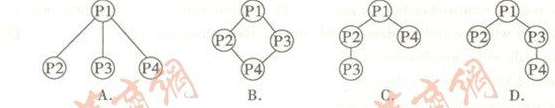 P1 P1 P1 P1
P2 P3 P2 P4 P2 P3
P2 P3 P4 P4 P3 P4
A. B. C. D.